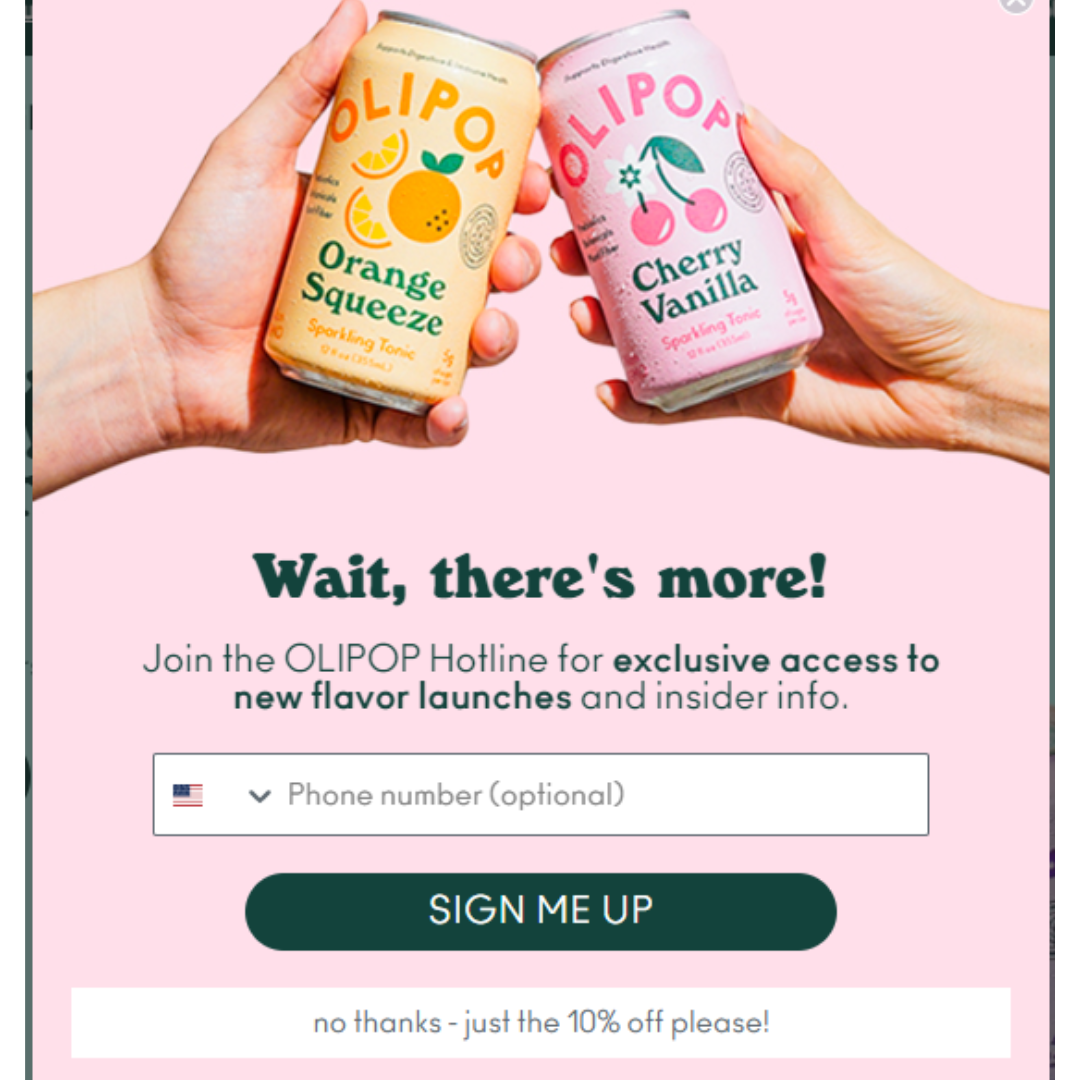 Supports Digestive & Immune Health
OLIPOP
Orange
Squeeze
Sparkling Tonic
12 fl oz (355mL)
5g
Supports Digestive Health
OLIPOP
Cherry
Vanilla
Sparkling Tonic
12 fl oz (355ml)
5g
Wait, there's more!
Join the OLIPOP Hotline for exclusive access to
new flavor launches and insider info.
Phone number (optional)
SIGN ME UP
no thanks - just the 10% off please!